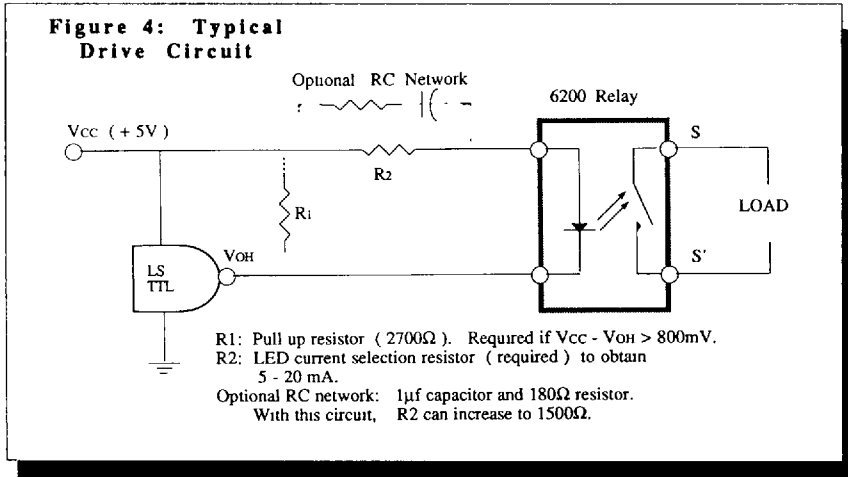 Figure 4: Typical
Drive Circuit
Optional RC Network
6200 Relay
VCC ( + 5V )
S
R2
R1
LOAD
VOH
LS
TTL
S'
R1: Pull up resistor ( 2700Ω ). Required if VCC - VOH > 800mV.
R2: LED current selection resistor ( required ) to obtain
5 - 20 mA.
Optional RC network: 1µf capacitor and 180Ω resistor.
With this circuit, R2 can increase to 1500Ω.